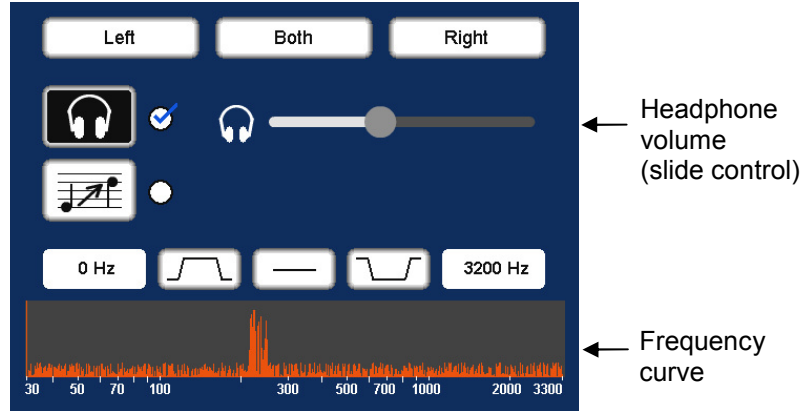 Left Both Right
Headphone
volume
(slide control)
0 Hz 3200 Hz
Frequency
curve
30 50 70 100 300 500 700 1000 2000 3300